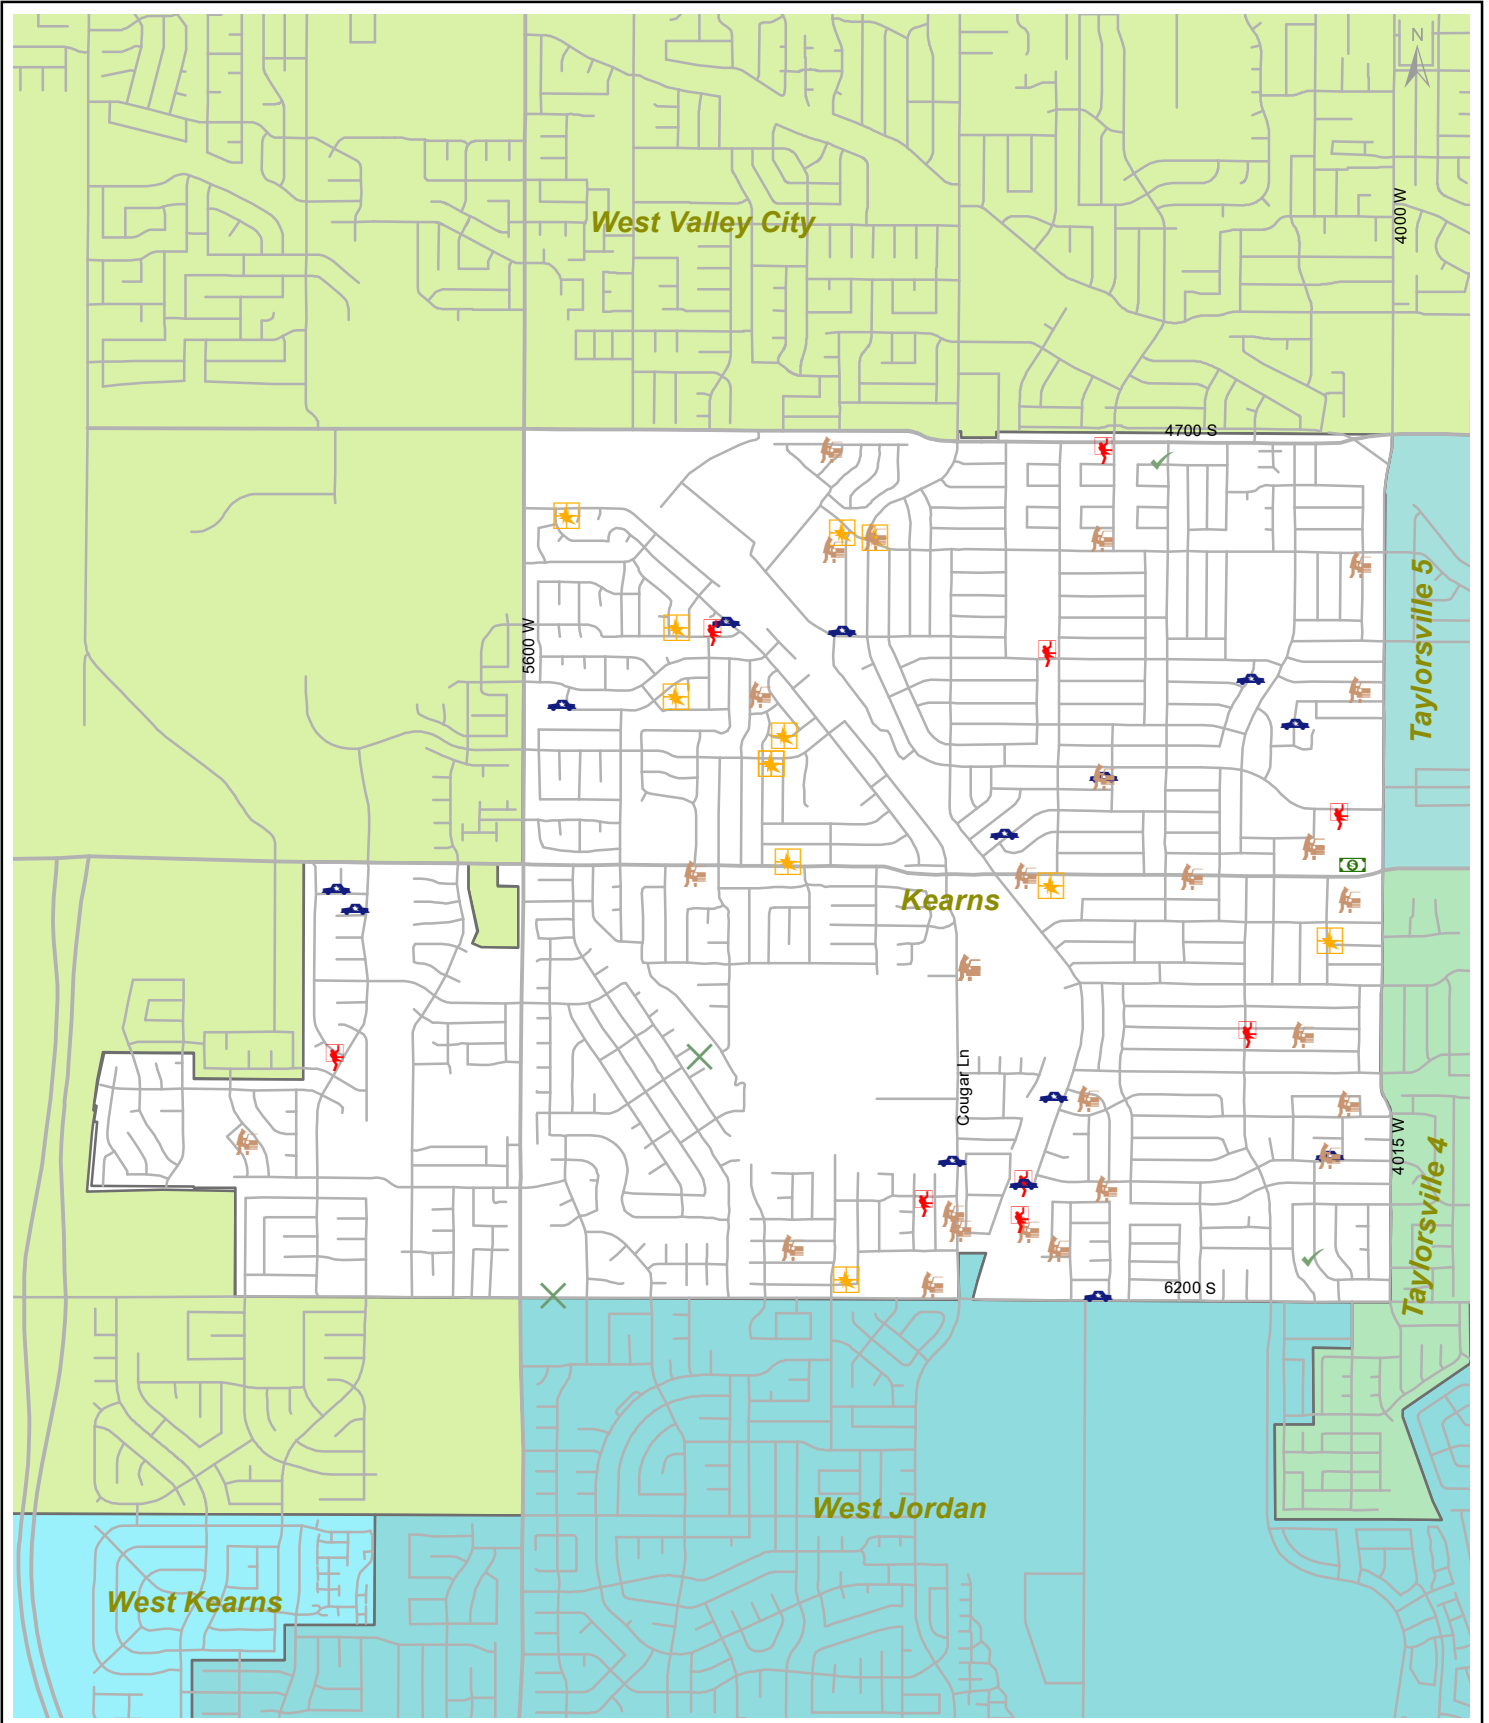 N
4000 W
West Valley City
4700 S
Taylorsville 5
5600 W
Kearns
Cougar Ln
4015 W
Taylorsville 4
6200 S
West Jordan
West Kearns